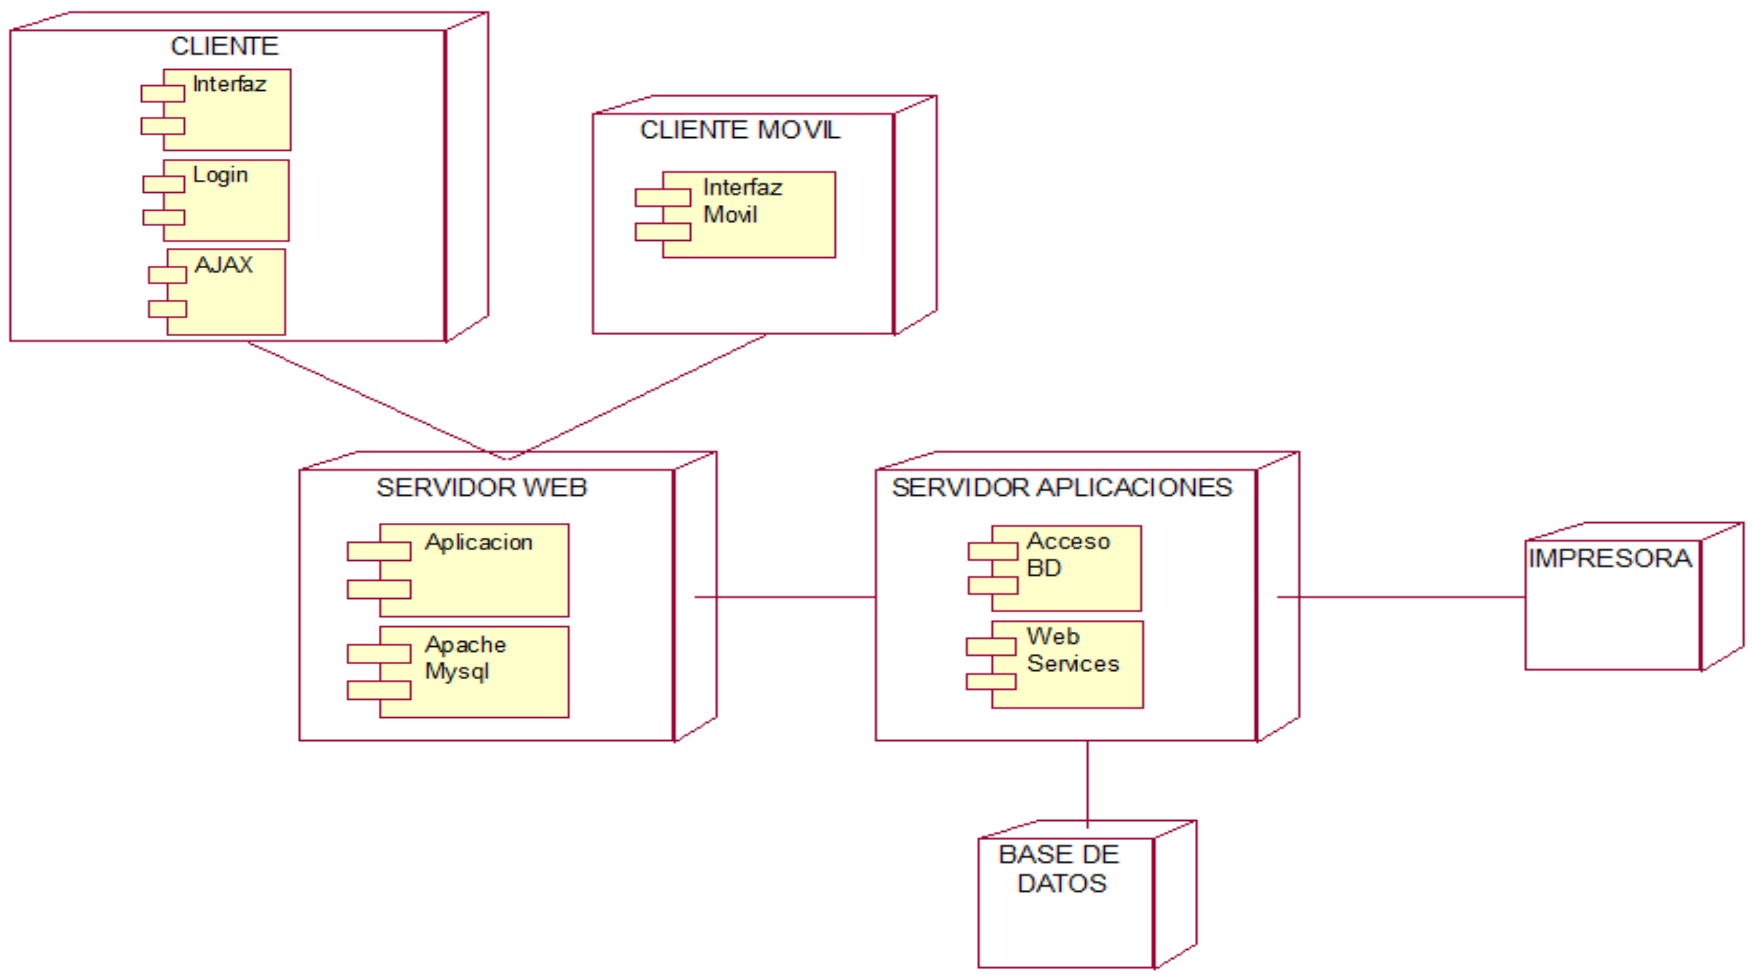 CLIENTE
Interfaz
Login
AJAX
CLIENTE MOVIL
Interfaz
Movil
SERVIDOR WEB
Aplicacion
Apache
Mysql
SERVIDOR APLICACIONES
Acceso
BD
Web
Services
IMPRESORA
BASE DE
DATOS